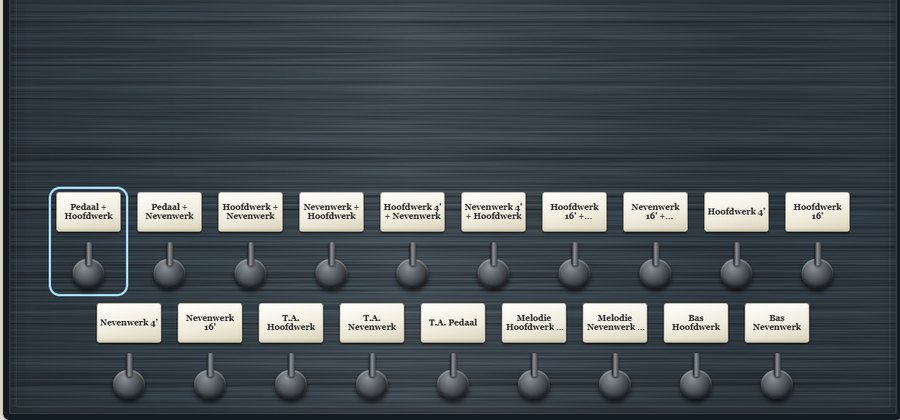 Pedaal +
Hoofdwerk
Pedaal +
Nevenwerk
Hoofdwerk +
Nevenwerk
Nevenwerk +
Hoofdwerk
Hoofdwerk 4'
+ Nevenwerk
Nevenwerk 4'
+ Hoofdwerk
Hoofdwerk
16' +...
Nevenwerk
16' +...
Hoofdwerk 4'
Hoofdwerk
16'
Nevenwerk 4'
Nevenwerk
16'
T.A.
Hoofdwerk
T.A.
Nevenwerk
T.A. Pedaal
Melodie
Hoofdwerk ...
Melodie
Nevenwerk ...
Bas
Hoofdwerk
Bas
Nevenwerk